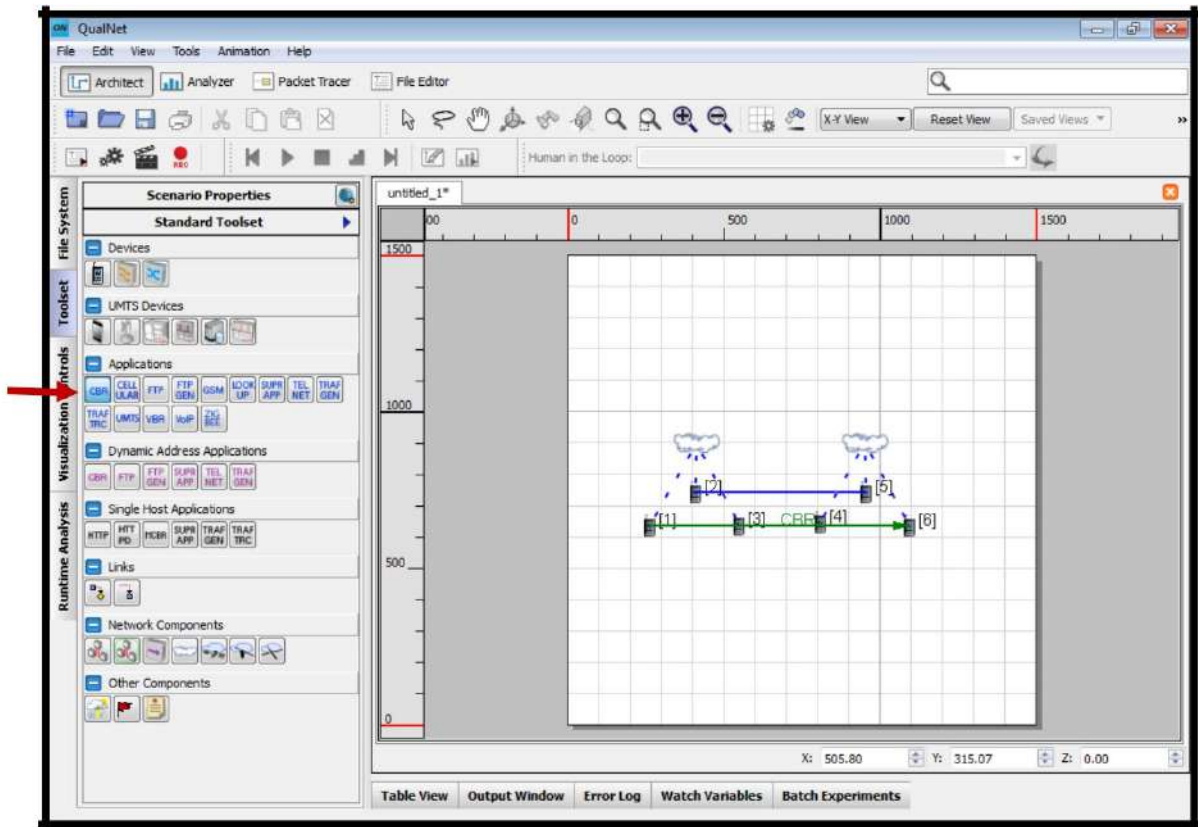 QualNet
File Edit View Tools Animation Help
Architect Analyzer Packet Tracer File Editor
X-Y View Reset View Saved Views »
REC Human in the Loop:
File System
Toolset
Visualization Controls
Runtime Analysis
Scenario Properties
Standard Toolset
Devices
UMTS Devices
Applications
CBR CELL ULAR FTP FTP GEN GSM LOOK UP SUPR APP TEL NET TRAF GEN
TRAF TRC UMTS VBR VoIP ZIG BEE
Dynamic Address Applications
CBR FTP FTP GEN SUPR APP TEL NET TRAF GEN
Single Host Applications
HTTP HTT PD MCBR SUPR APP TRAF GEN TRAF TRC
Links
Network Components
Other Components
untitled_1*
00 0 500 1000 1500
1500
1000
500
0
[2] [5]
[1] [3] CBR [4] [6]
X: 505.80 Y: 315.07 Z: 0.00
Table View Output Window Error Log Watch Variables Batch Experiments